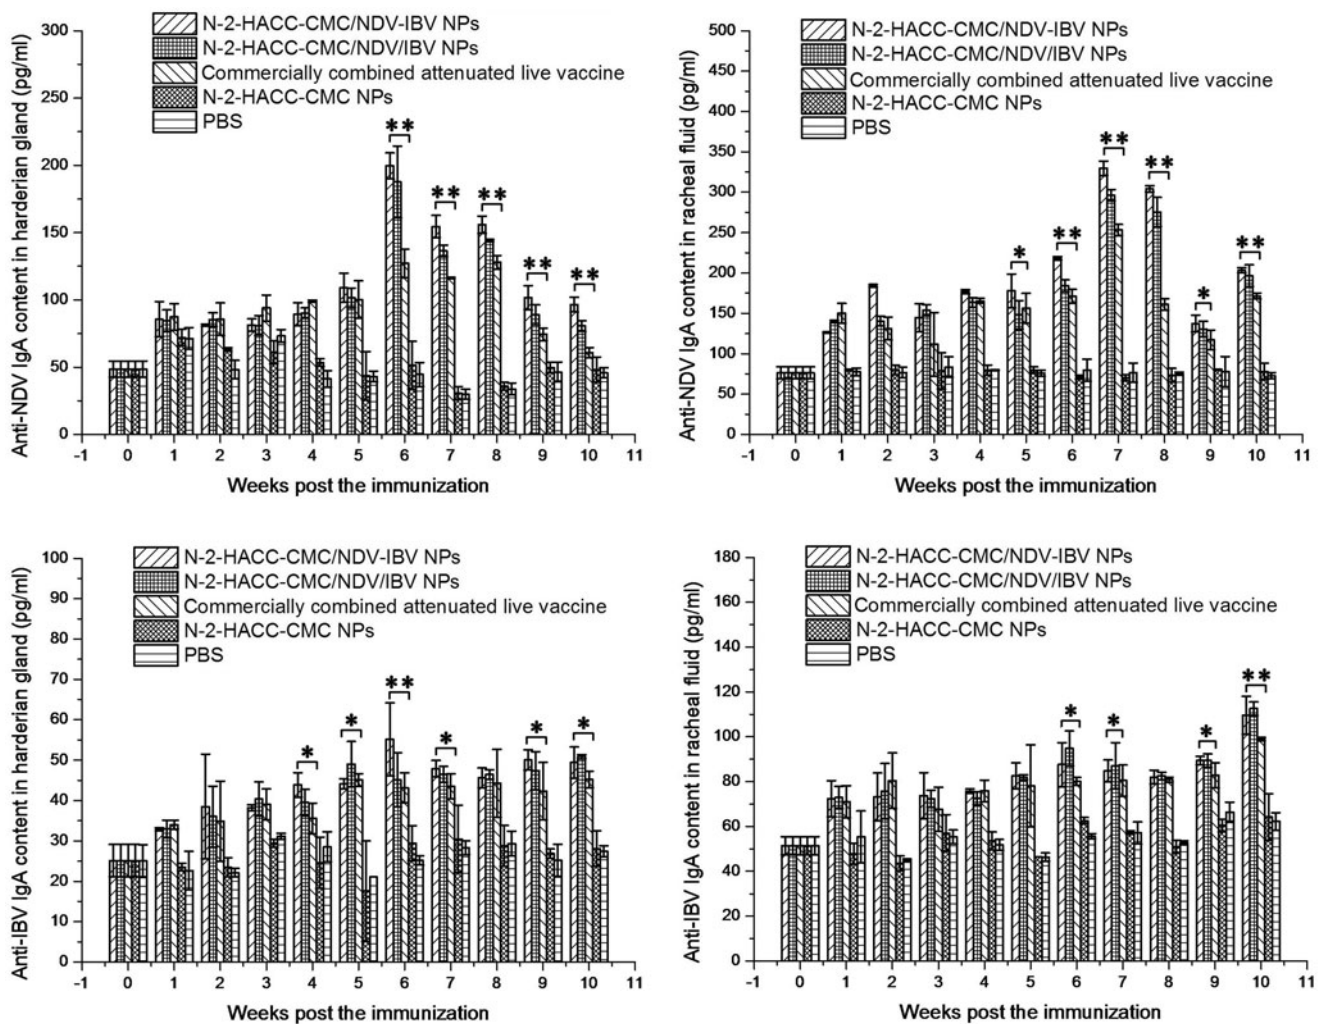 N-2-HACC-CMC/NDV-IBV NPs
N-2-HACC-CMC/NDV/IBV NPs
Commercially combined attenuated live vaccine
N-2-HACC-CMC NPs
PBS
Anti-NDV IgA content in harderian gland (pg/ml)
300
250
200
150
100
50
0
** ** ** ** **
-1 0 1 2 3 4 5 6 7 8 9 10 11
Weeks post the immunization
N-2-HACC-CMC/NDV-IBV NPs
N-2-HACC-CMC/NDV/IBV NPs
Commercially combined attenuated live vaccine
N-2-HACC-CMC NPs
PBS
Anti-NDV IgA content in racheal fluid (pg/ml)
500
450
400
350
300
250
200
150
100
50
0
* ** ** ** * **
-1 0 1 2 3 4 5 6 7 8 9 10 11
Weeks post the immunization
N-2-HACC-CMC/NDV-IBV NPs
N-2-HACC-CMC/NDV/IBV NPs
Commercially combined attenuated live vaccine
N-2-HACC-CMC NPs
PBS
Anti-IBV IgA content in harderian gland (pg/ml)
100
90
80
70
60
50
40
30
20
10
0
* * ** * * *
-1 0 1 2 3 4 5 6 7 8 9 10 11
Weeks post the immunization
N-2-HACC-CMC/NDV-IBV NPs
N-2-HACC-CMC/NDV/IBV NPs
Commercially combined attenuated live vaccine
N-2-HACC-CMC NPs
PBS
Anti-IBV IgA content in racheal fluid (pg/ml)
180
160
140
120
100
80
60
40
20
0
* * * **
-1 0 1 2 3 4 5 6 7 8 9 10 11
Weeks post the immunization